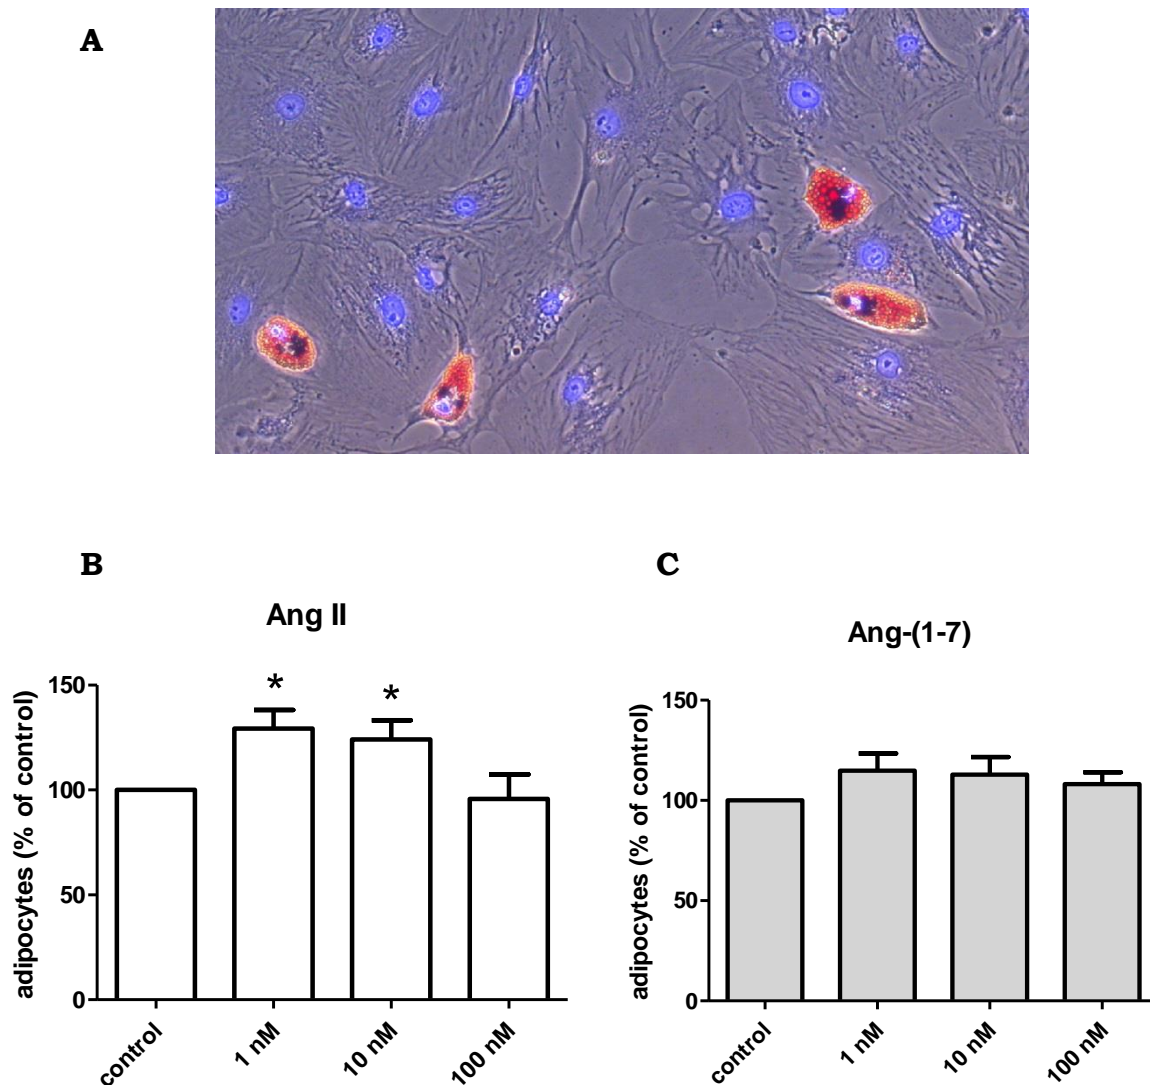 A
B
Ang II
adipocytes (% of control)
150
100
50
0
*
*
control
1 nM
10 nM
100 nM
C
Ang-(1-7)
adipocytes (% of control)
150
100
50
0
control
1 nM
10 nM
100 nM